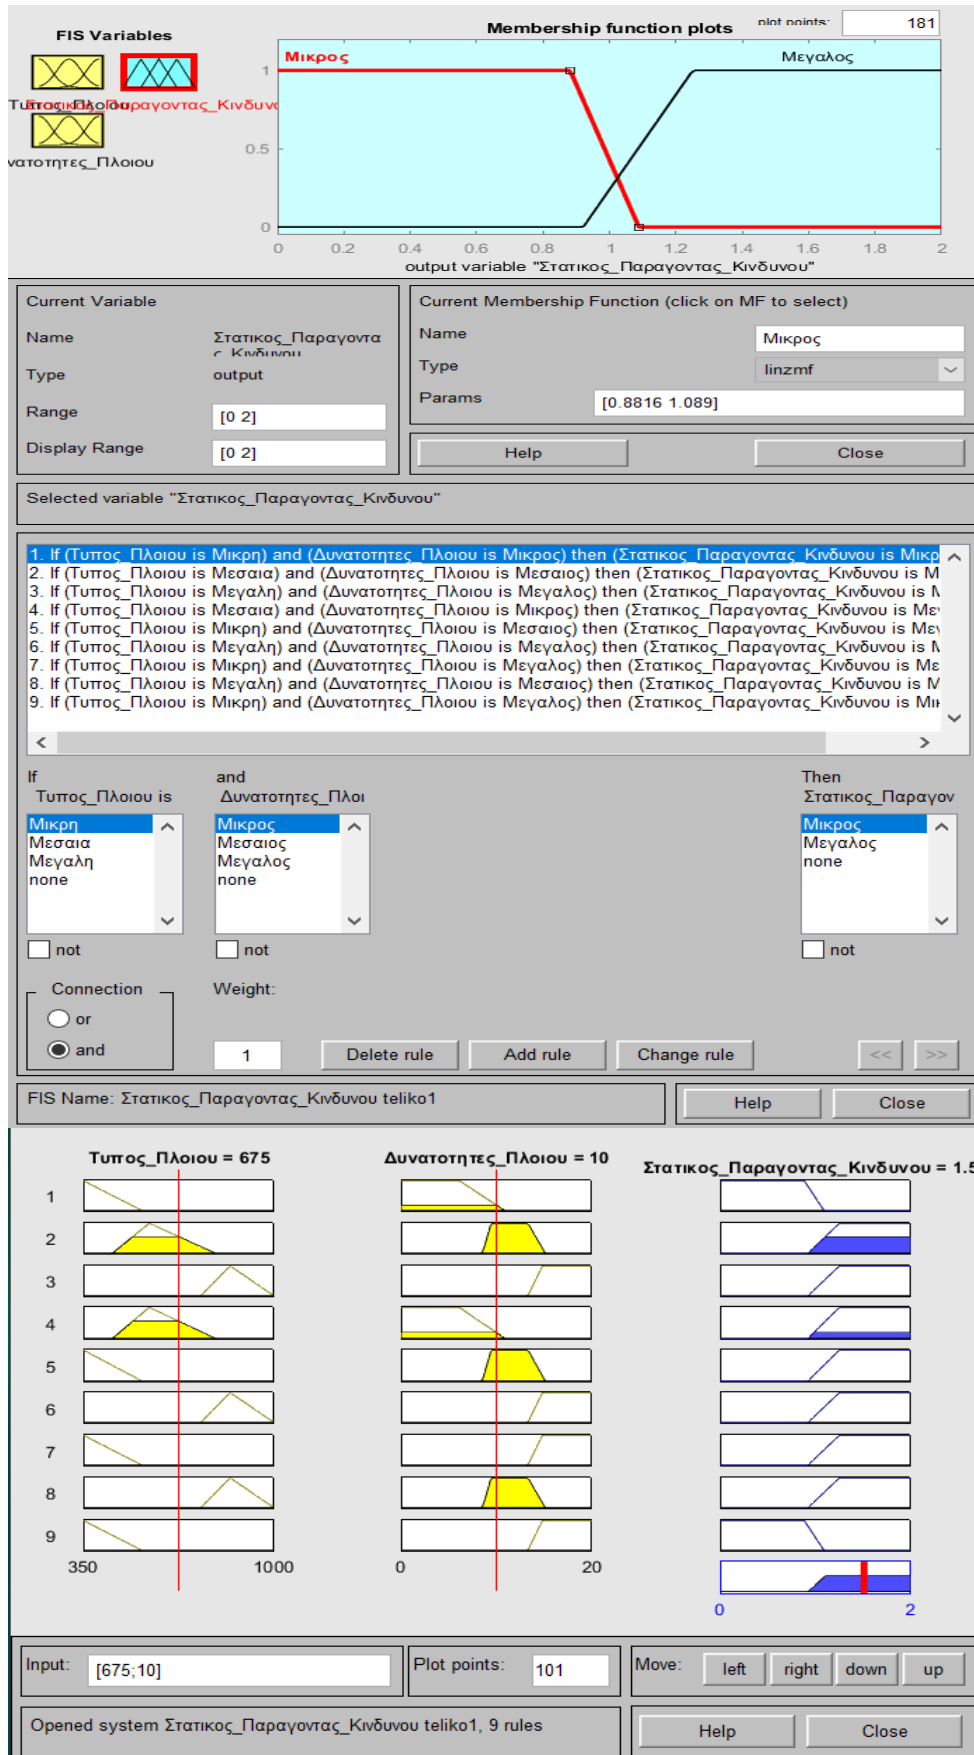 FIS Variables
Membership function plots
plot points:
181
Μικρος
Μεγαλος
1
0.5
0
Παραγοντας_Κινδυνο
νατοτητες_Πλοιου
0 0.2 0.4 0.6 0.8 1 1.2 1.4 1.6 1.8 2
output variable "Στατικος_Παραγοντας_Κινδυνου"
Current Variable
Name
Στατικος_Παραγοντα
ς_Κινδυνου
Type
output
Range
[0 2]
Display Range
[0 2]
Current Membership Function (click on MF to select)
Name
Μικρος
Type
linzmf
Params
[0.8816 1.089]
Help
Close
Selected variable "Στατικος_Παραγοντας_Κινδυνου"
1. If (Τυπος_Πλοιου is Μικρη) and (Δυνατοτητες_Πλοιου is Μικρος) then (Στατικος_Παραγοντας_Κινδυνου is Μικρ
2. If (Τυπος_Πλοιου is Μεσαια) and (Δυνατοτητες_Πλοιου is Μεσαιος) then (Στατικος_Παραγοντας_Κινδυνου is Μ
3. If (Τυπος_Πλοιου is Μεγαλη) and (Δυνατοτητες_Πλοιου is Μεγαλος) then (Στατικος_Παραγοντας_Κινδυνου is Μ
4. If (Τυπος_Πλοιου is Μεσαια) and (Δυνατοτητες_Πλοιου is Μικρος) then (Στατικος_Παραγοντας_Κινδυνου is Με
5. If (Τυπος_Πλοιου is Μικρη) and (Δυνατοτητες_Πλοιου is Μεσαιος) then (Στατικος_Παραγοντας_Κινδυνου is Με
6. If (Τυπος_Πλοιου is Μεγαλη) and (Δυνατοτητες_Πλοιου is Μεγαλος) then (Στατικος_Παραγοντας_Κινδυνου is Μ
7. If (Τυπος_Πλοιου is Μικρη) and (Δυνατοτητες_Πλοιου is Μεγαλος) then (Στατικος_Παραγοντας_Κινδυνου is Με
8. If (Τυπος_Πλοιου is Μεγαλη) and (Δυνατοτητες_Πλοιου is Μεσαιος) then (Στατικος_Παραγοντας_Κινδυνου is Μ
9. If (Τυπος_Πλοιου is Μικρη) and (Δυνατοτητες_Πλοιου is Μεγαλος) then (Στατικος_Παραγοντας_Κινδυνου is Μικ
If
and
Then
Τυπος_Πλοιου is
Δυνατοτητες_Πλοι
Στατικος_Παραγον
Μικρη
Μεσαια
Μεγαλη
none
Μικρος
Μεσαιος
Μεγαλος
none
Μικρος
Μεγαλος
none
not
not
not
Connection
or
and
Weight:
1
Delete rule
Add rule
Change rule
<<
>>
FIS Name: Στατικος_Παραγοντας_Κινδυνου teliko1
Help
Close
Τυπος_Πλοιου = 675
Δυνατοτητες_Πλοιου = 10
Στατικος_Παραγοντας_Κινδυνου = 1.5
1
2
3
4
5
6
7
8
9
350 1000
0 20
0 2
Input:
[675;10]
Plot points:
101
Move:
left
right
down
up
Opened system Στατικος_Παραγοντας_Κινδυνου teliko1, 9 rules
Help
Close